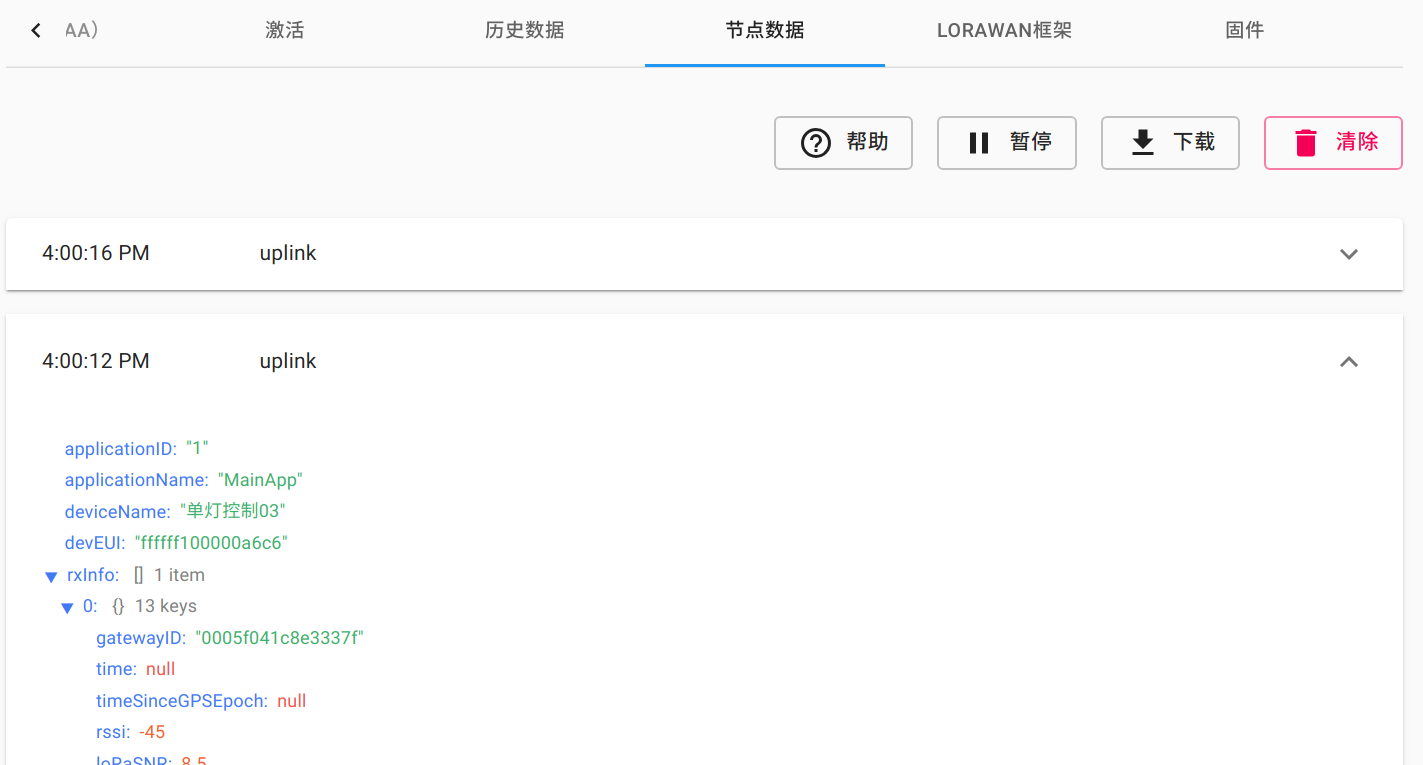 AA）
激活
历史数据
节点数据
LORAWAN框架
固件
帮助
暂停
下载
清除
4:00:16 PM
uplink
4:00:12 PM
uplink
applicationID: "1"
applicationName: "MainApp"
deviceName: "单灯控制03"
devEUI: "ffffff100000a6c6"
rxInfo: [] 1 item
0: {} 13 keys
gatewayID: "0005f041c8e3337f"
time: null
timeSinceGPSEpoch: null
rssi: -45
loRaSNR: 8.5